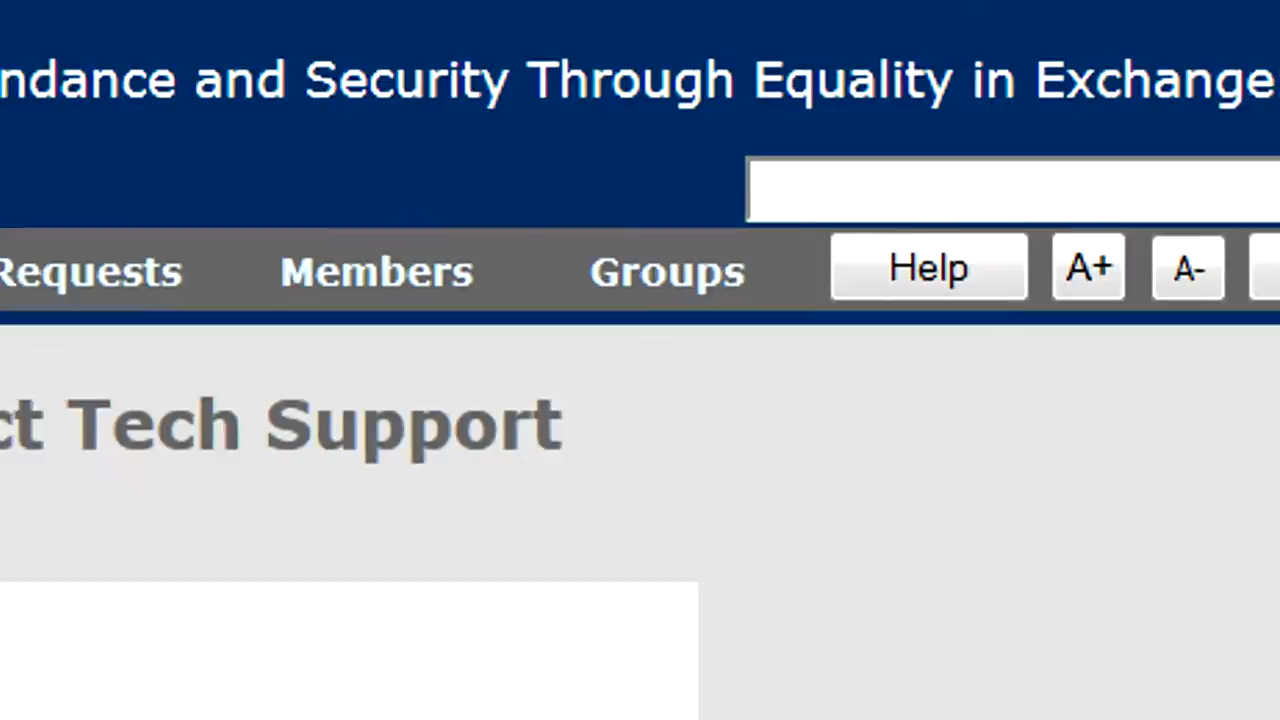 ndance and Security Through Equality in Exchange
Requests Members Groups Help A+ A-
ct Tech Support